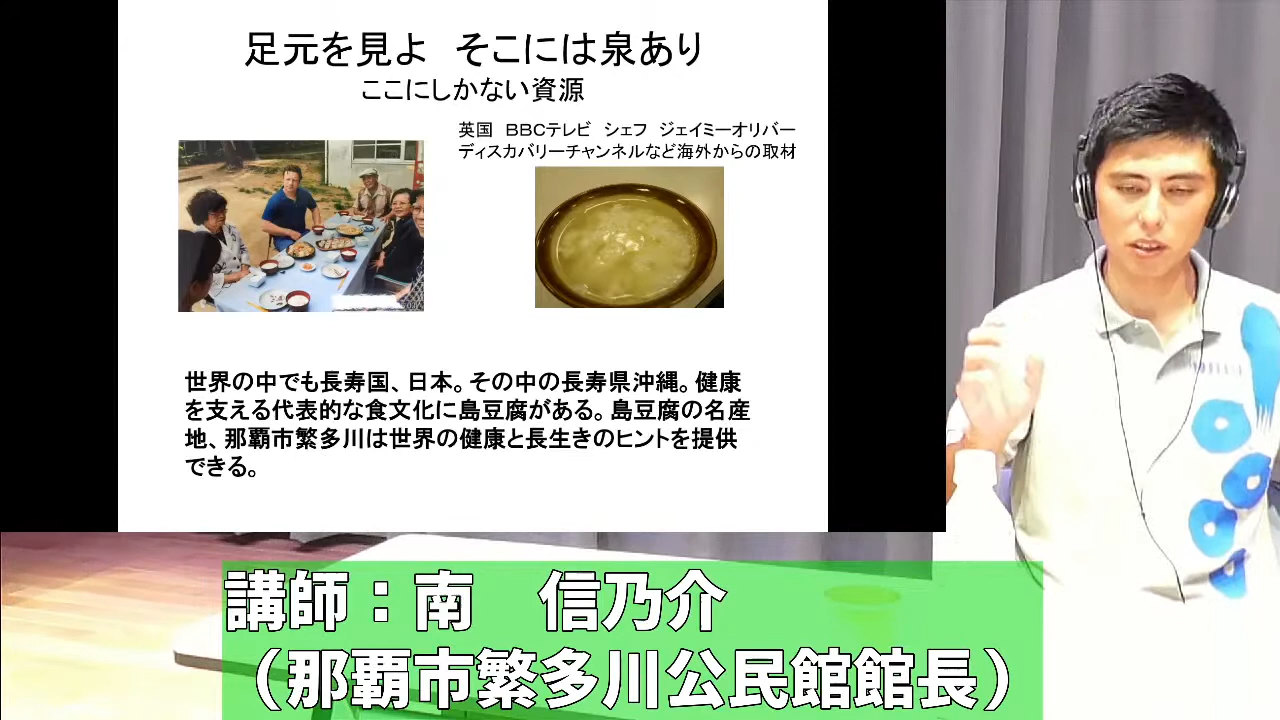 足元を見よ　そこには泉あり
ここにしかない資源
英国　BBCテレビ　シェフ　ジェイミーオリバー
ディスカバリーチャンネルなど海外からの取材
世界の中でも長寿国、日本。その中の長寿県沖縄。健康
を支える代表的な食文化に島豆腐がある。島豆腐の名産
地、那覇市繁多川は世界の健康と長生きのヒントを提供
できる。
講師：南　信乃介
（那覇市繁多川公民館館長）